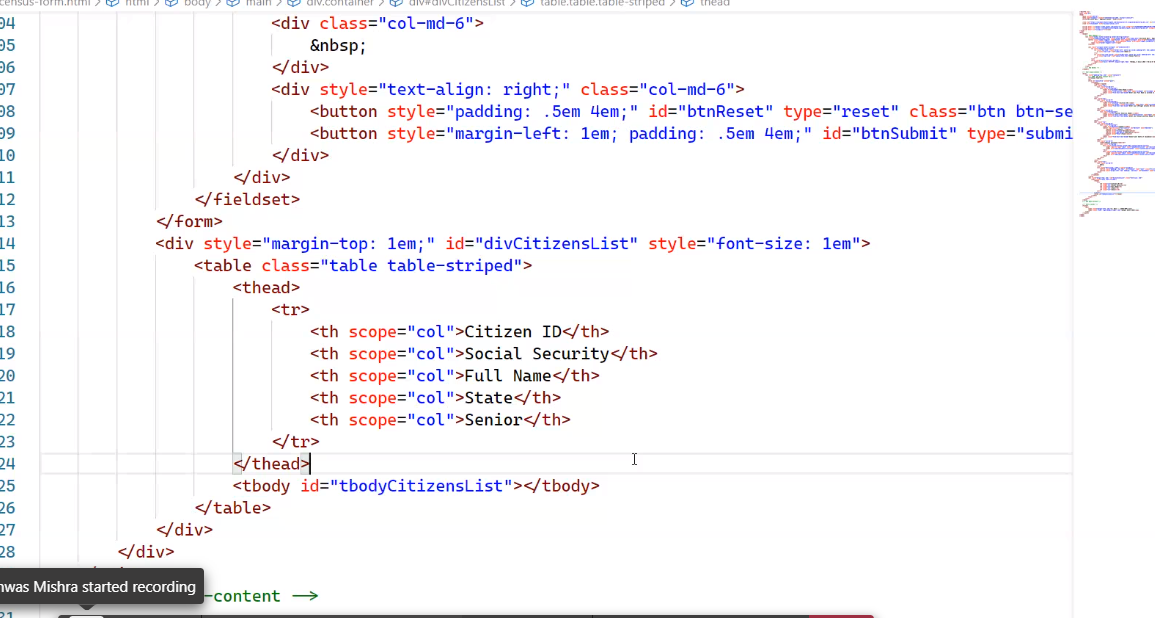 census-form.html > html > body > main > div.container > div#divCitizensList > table.table.table-striped > thead
04 <div class="col-md-6">
05 &nbsp;
06 </div>
07 <div style="text-align: right;" class="col-md-6">
08 <button style="padding: .5em 4em;" id="btnReset" type="reset" class="btn btn-se
09 <button style="margin-left: 1em; padding: .5em 4em;" id="btnSubmit" type="submi
10 </div>
11 </div>
12 </fieldset>
13 </form>
14 <div style="margin-top: 1em;" id="divCitizensList" style="font-size: 1em">
15 <table class="table table-striped">
16 <thead>
17 <tr>
18 <th scope="col">Citizen ID</th>
19 <th scope="col">Social Security</th>
20 <th scope="col">Full Name</th>
21 <th scope="col">State</th>
22 <th scope="col">Senior</th>
23 </tr>
24 </thead>
25 <tbody id="tbodyCitizensList"></tbody>
26 </table>
27 </div>
28 </div>
nwas Mishra started recording
-content -->
31